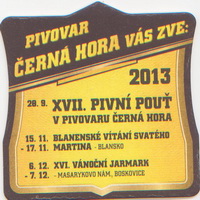 PIVOVAR
ČERNÁ HORA VÁS ZVE:
2013
28. 9. XVII. PIVNÍ POUŤ
V PIVOVARU ČERNÁ HORA
15. 11. BLANENSKÉ VÍTÁNÍ SVATÉHO
- 17. 11. MARTINA - BLANSKO
6. 12. XVI. VÁNOČNÍ JARMARK
- 7. 12. - MASARYKOVO NÁM., BOSKOVICE